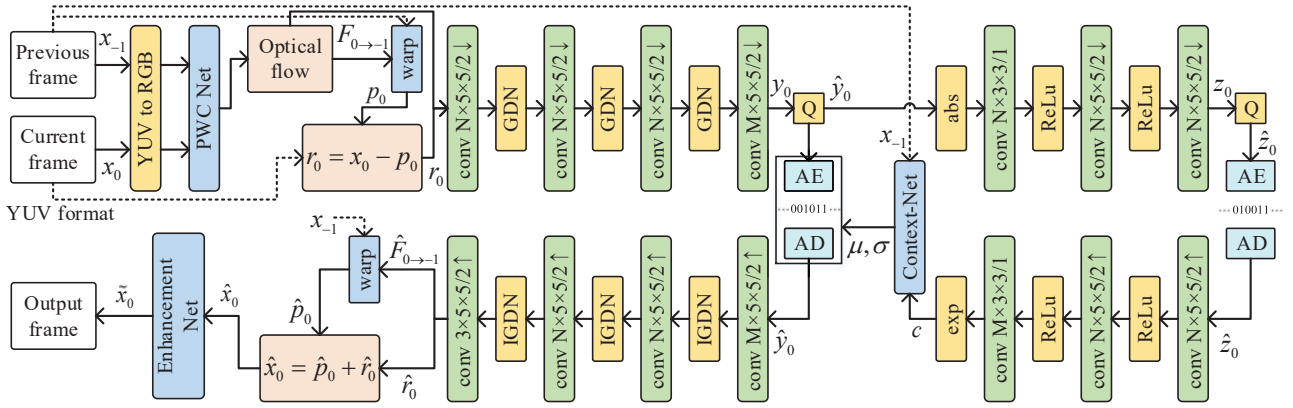 Previous
frame
x₋₁
YUV to RGB
PWC Net
Optical
flow
F₀→₋₁
warp
p₀
Current
frame
x₀
r₀ = x₀ − p₀
r₀
YUV format
conv N×5×5/2↓
GDN
conv N×5×5/2↓
GDN
conv N×5×5/2↓
GDN
conv M×5×5/2↓
y₀
Q
ŷ₀
abs
conv N×3×3/1
ReLu
conv N×5×5/2↓
ReLu
conv N×5×5/2↓
z₀
Q
ẑ₀
AE
001011
AD
x₋₁
Context-Net
μ, σ
AE
010011
AD
Output
frame
x̃₀
Enhancement
Net
x̂₀
x₋₁
warp
F̂₀→₋₁
p̂₀
x̂₀ = p̂₀ + r̂₀
r̂₀
conv 3×5×5/2↑
IGDN
conv N×5×5/2↑
IGDN
conv N×5×5/2↑
IGDN
conv M×5×5/2↑
ŷ₀
c
exp
conv M×3×3/1
ReLu
conv N×5×5/2↑
ReLu
conv N×5×5/2↑
ẑ₀